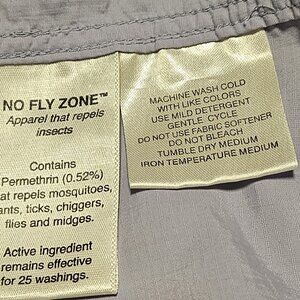 NO FLY ZONE™
Apparel that repels
insects
Contains
Permethrin (0.52%)
at repels mosquitoes,
ants, ticks, chiggers,
flies and midges.
Active ingredient
remains effective
for 25 washings.
MACHINE WASH COLD
WITH LIKE COLORS
USE MILD DETERGENT
GENTLE CYCLE
DO NOT USE FABRIC SOFTENER
DO NOT BLEACH
TUMBLE DRY MEDIUM
IRON TEMPERATURE MEDIUM